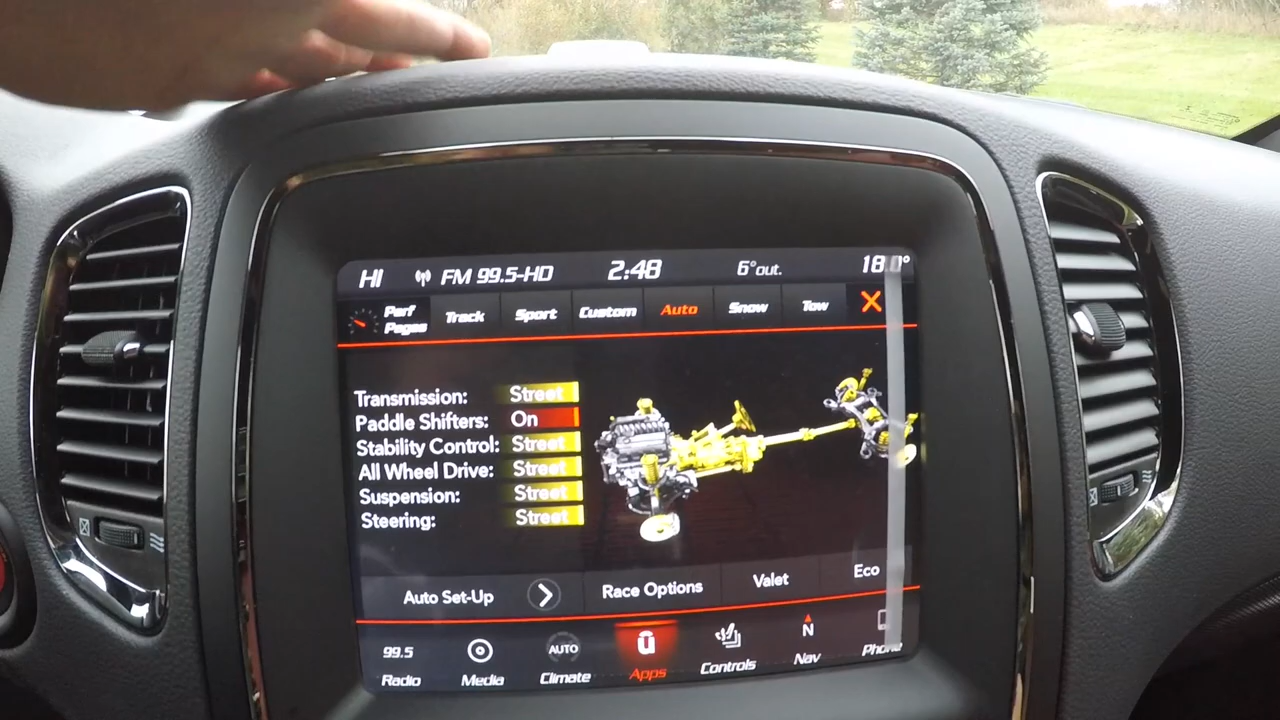 HI FM 99.5-HD 2:48 6°out. 18.0°
Perf Pages Track Sport Custom Auto Snow Tow X
Transmission: Street
Paddle Shifters: On
Stability Control: Street
All Wheel Drive: Street
Suspension: Street
Steering: Street
Auto Set-Up Race Options Valet Eco
99.5 AUTO ū N
Radio Media Climate Apps Controls Nav Phone